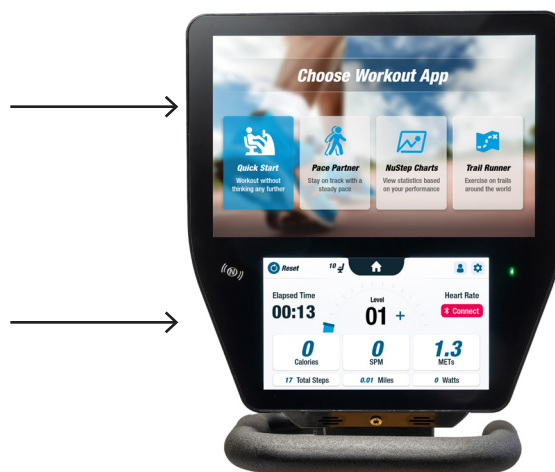 Choose Workout App
Quick Start
Workout without
thinking any further
Pace Partner
Stay on track with a
steady pace
NuStep Charts
View statistics based
on your performance
Trail Runner
Exercise on trails
around the world
Reset
10
Elapsed Time
00:13
Level
01 +
Heart Rate
Connect
0
Calories
0
SPM
1.3
METs
17 Total Steps
0.01 Miles
0 Watts